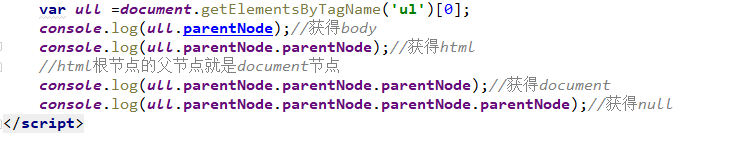 var ull =document.getElementsByTagName('ul')[0];
console.log(ull.parentNode);//获得body
console.log(ull.parentNode.parentNode);//获得html
//html根节点的父节点就是document节点
console.log(ull.parentNode.parentNode.parentNode);//获得document
console.log(ull.parentNode.parentNode.parentNode.parentNode);//获得null
</script>